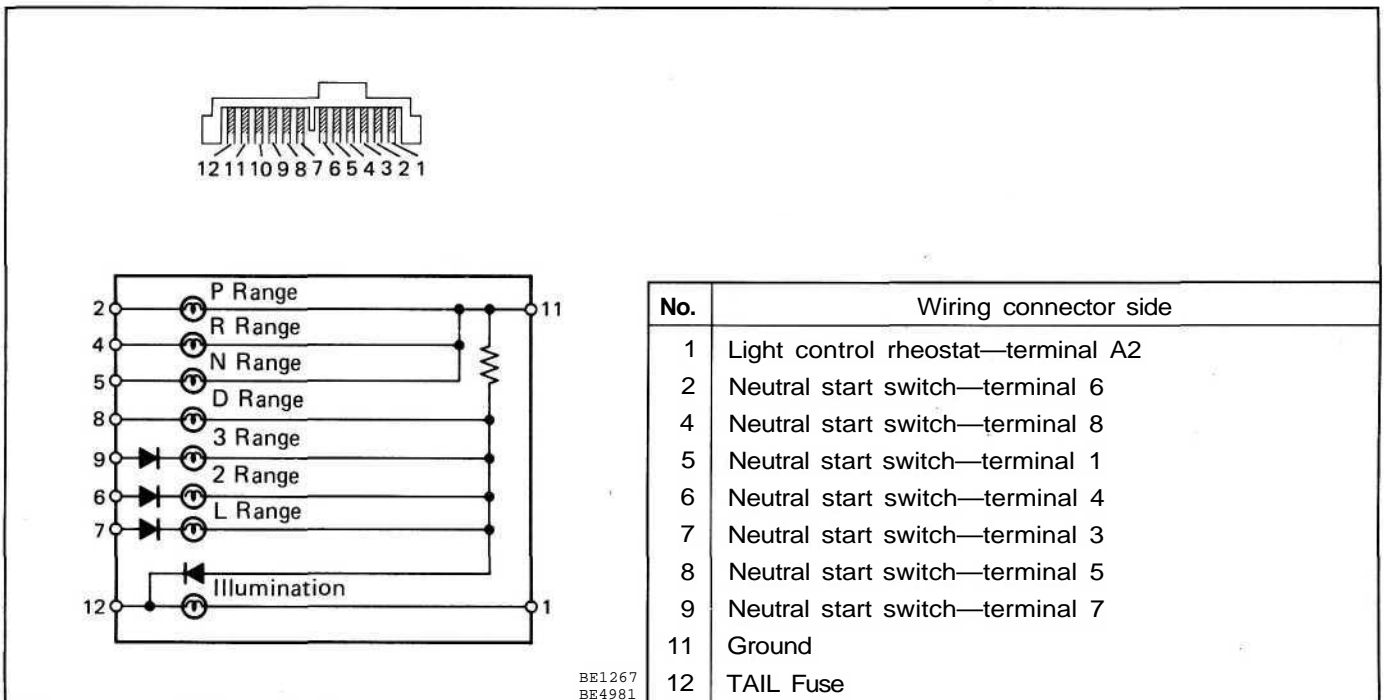 12 11 10 9 8 7 6 5 4 3 2 1
2 P Range 11
R Range
4
N Range
5
D Range
8
3 Range
9
2 Range
6
L Range
7
Illumination
12 1
BE1267
BE4981
No. Wiring connector side
1 Light control rheostat—terminal A2
2 Neutral start switch—terminal 6
4 Neutral start switch—terminal 8
5 Neutral start switch—terminal 1
6 Neutral start switch—terminal 4
7 Neutral start switch—terminal 3
8 Neutral start switch—terminal 5
9 Neutral start switch—terminal 7
11 Ground
12 TAIL Fuse